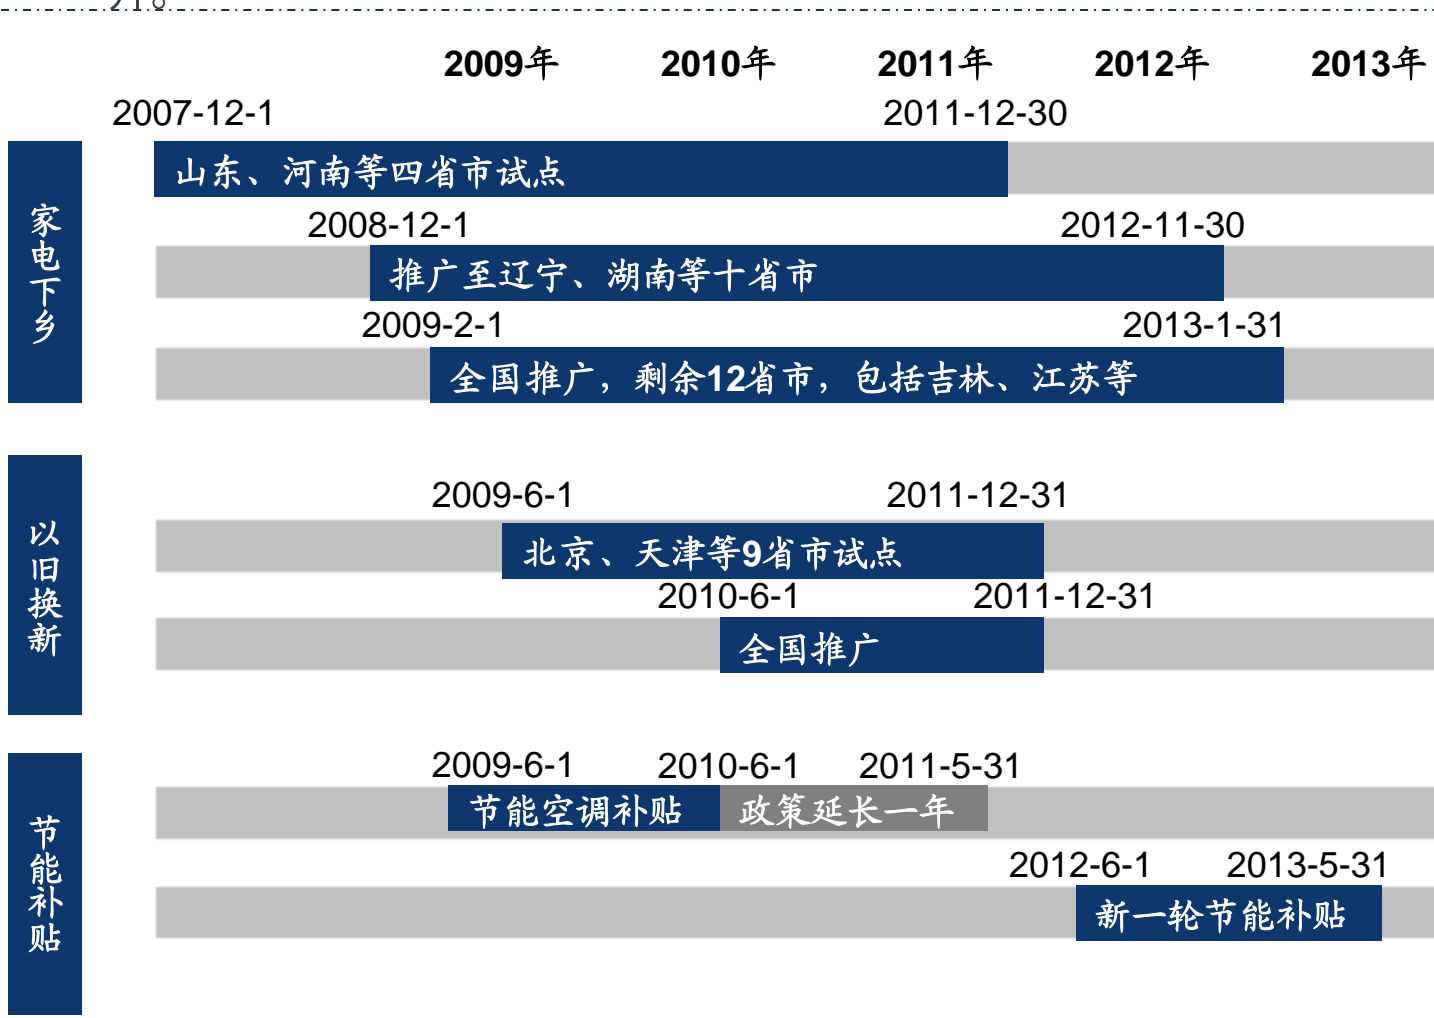 2009年 2010年 2011年 2012年 2013年
2007-12-1 2011-12-30
家电下乡
山东、河南等四省市试点
2008-12-1 2012-11-30
推广至辽宁、湖南等十省市
2009-2-1 2013-1-31
全国推广，剩余12省市，包括吉林、江苏等
以旧换新
2009-6-1 2011-12-31
北京、天津等9省市试点
2010-6-1 2011-12-31
全国推广
节能补贴
2009-6-1 2010-6-1 2011-5-31
节能空调补贴 政策延长一年
2012-6-1 2013-5-31
新一轮节能补贴